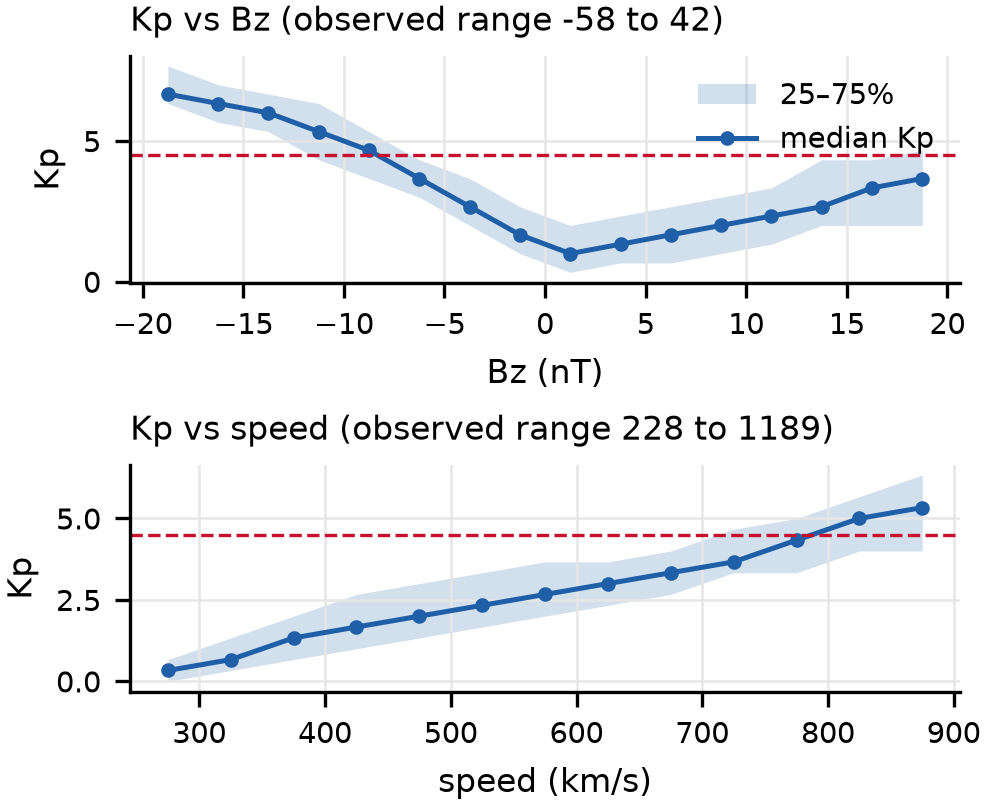 Kp vs Bz (observed range -58 to 42)
25–75%
median Kp
5
0
Kp
−20 −15 −10 −5 0 5 10 15 20
Bz (nT)
Kp vs speed (observed range 228 to 1189)
5.0
2.5
0.0
Kp
300 400 500 600 700 800 900
speed (km/s)